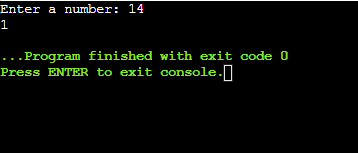 Enter a number: 14
1
...Program finished with exit code 0
Press ENTER to exit console.